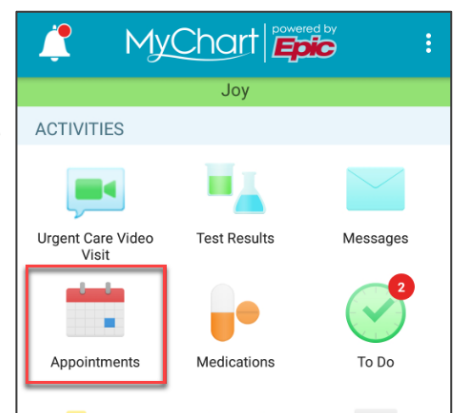 MyChart powered by Epic
Joy
ACTIVITIES
Urgent Care Video Visit
Test Results
Messages
2
Appointments
Medications
To Do